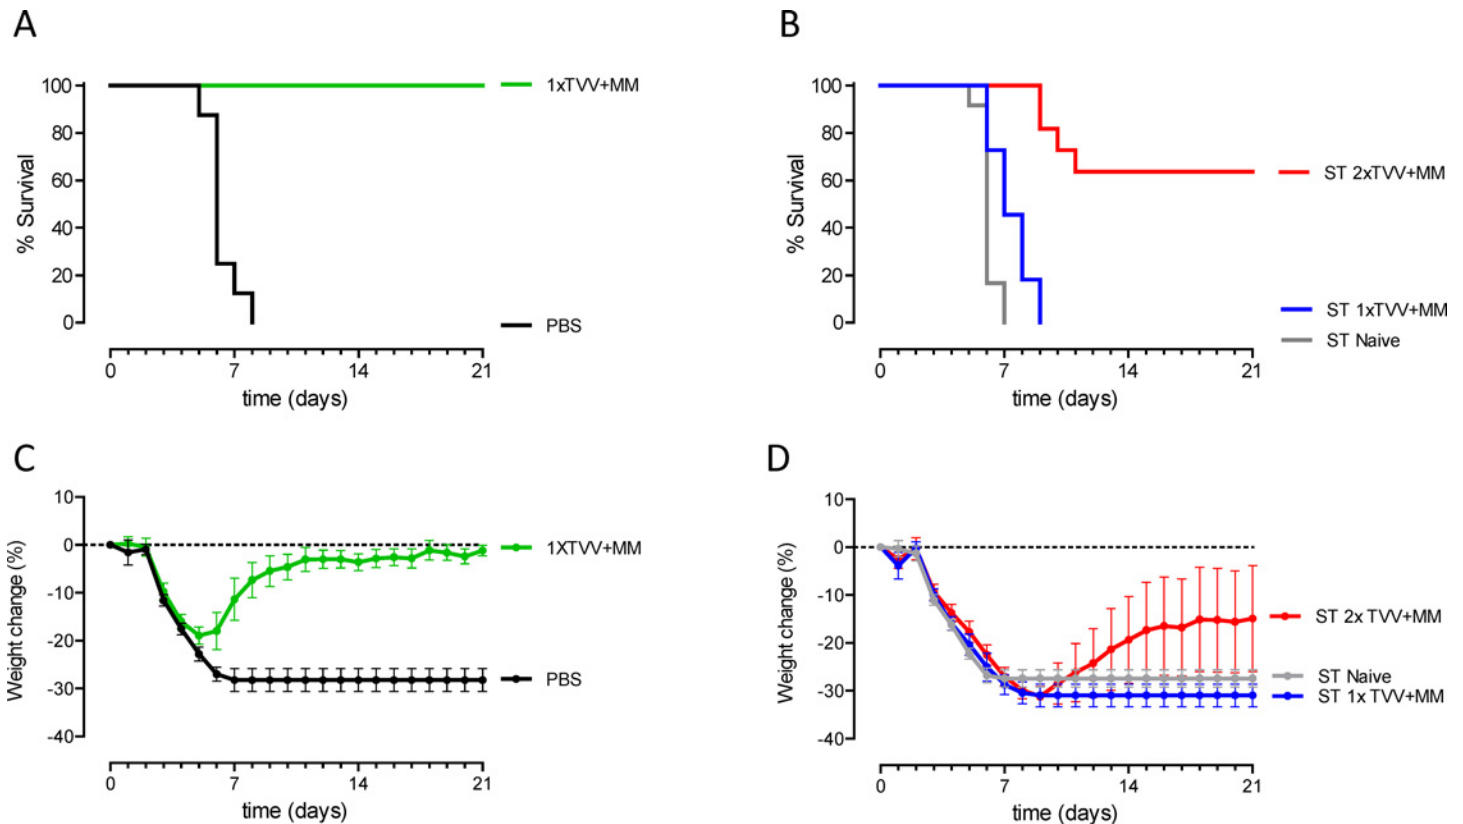 A
100
80
60
40
20
0
% Survival
0
7
14
21
time (days)
1xTVV+MM
PBS
B
100
80
60
40
20
0
% Survival
0
7
14
21
time (days)
ST 2xTVV+MM
ST 1xTVV+MM
ST Naive
C
10
0
-10
-20
-30
-40
Weight change (%)
0
7
14
21
time (days)
1XTVV+MM
PBS
D
10
0
-10
-20
-30
-40
Weight change (%)
0
7
14
21
time (days)
ST 2x TVV+MM
ST Naive
ST 1x TVV+MM